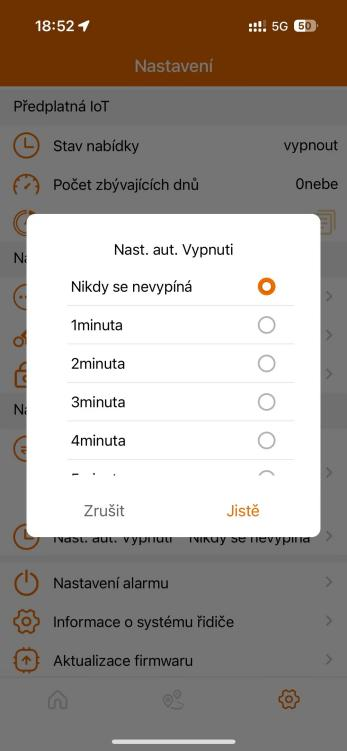 18:52
5G
50
Nastavení
Předplatná IoT
Stav nabídky
vypnout
Počet zbývajících dnů
0nebe
Nast. aut. Vypnuti
Nikdy se nevypíná
1minuta
2minuta
3minuta
4minuta
Zrušit
Jistě
Nast. aut. Vypnuti
Nikdy se nevypíná
Nastavení alarmu
Informace o systému řidiče
Aktualizace firmwaru